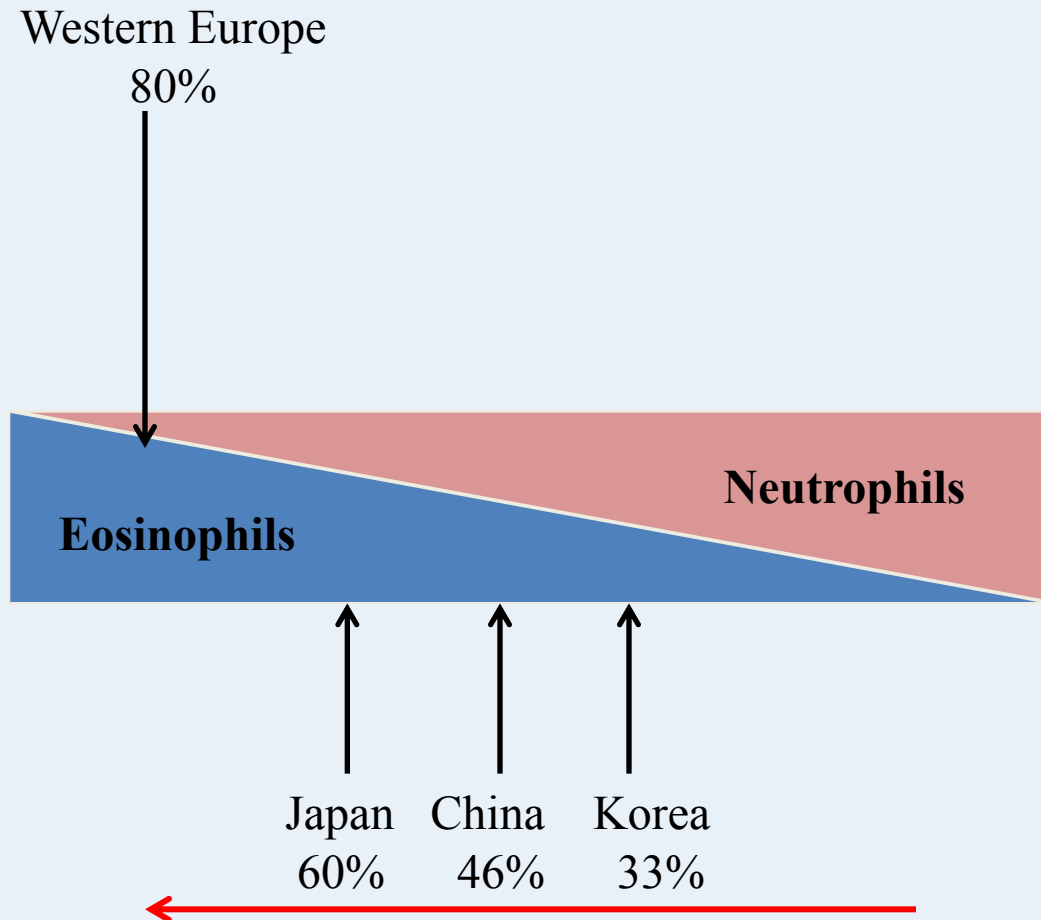 Western Europe
80%
Neutrophils
Eosinophils
Japan China Korea
60% 46% 33%